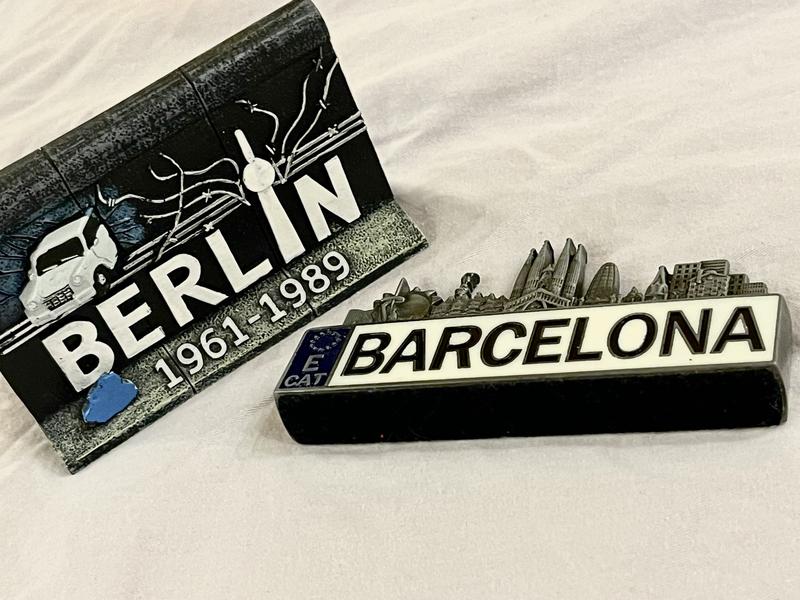 BERLIN
1961-1989
E
CAT
BARCELONA